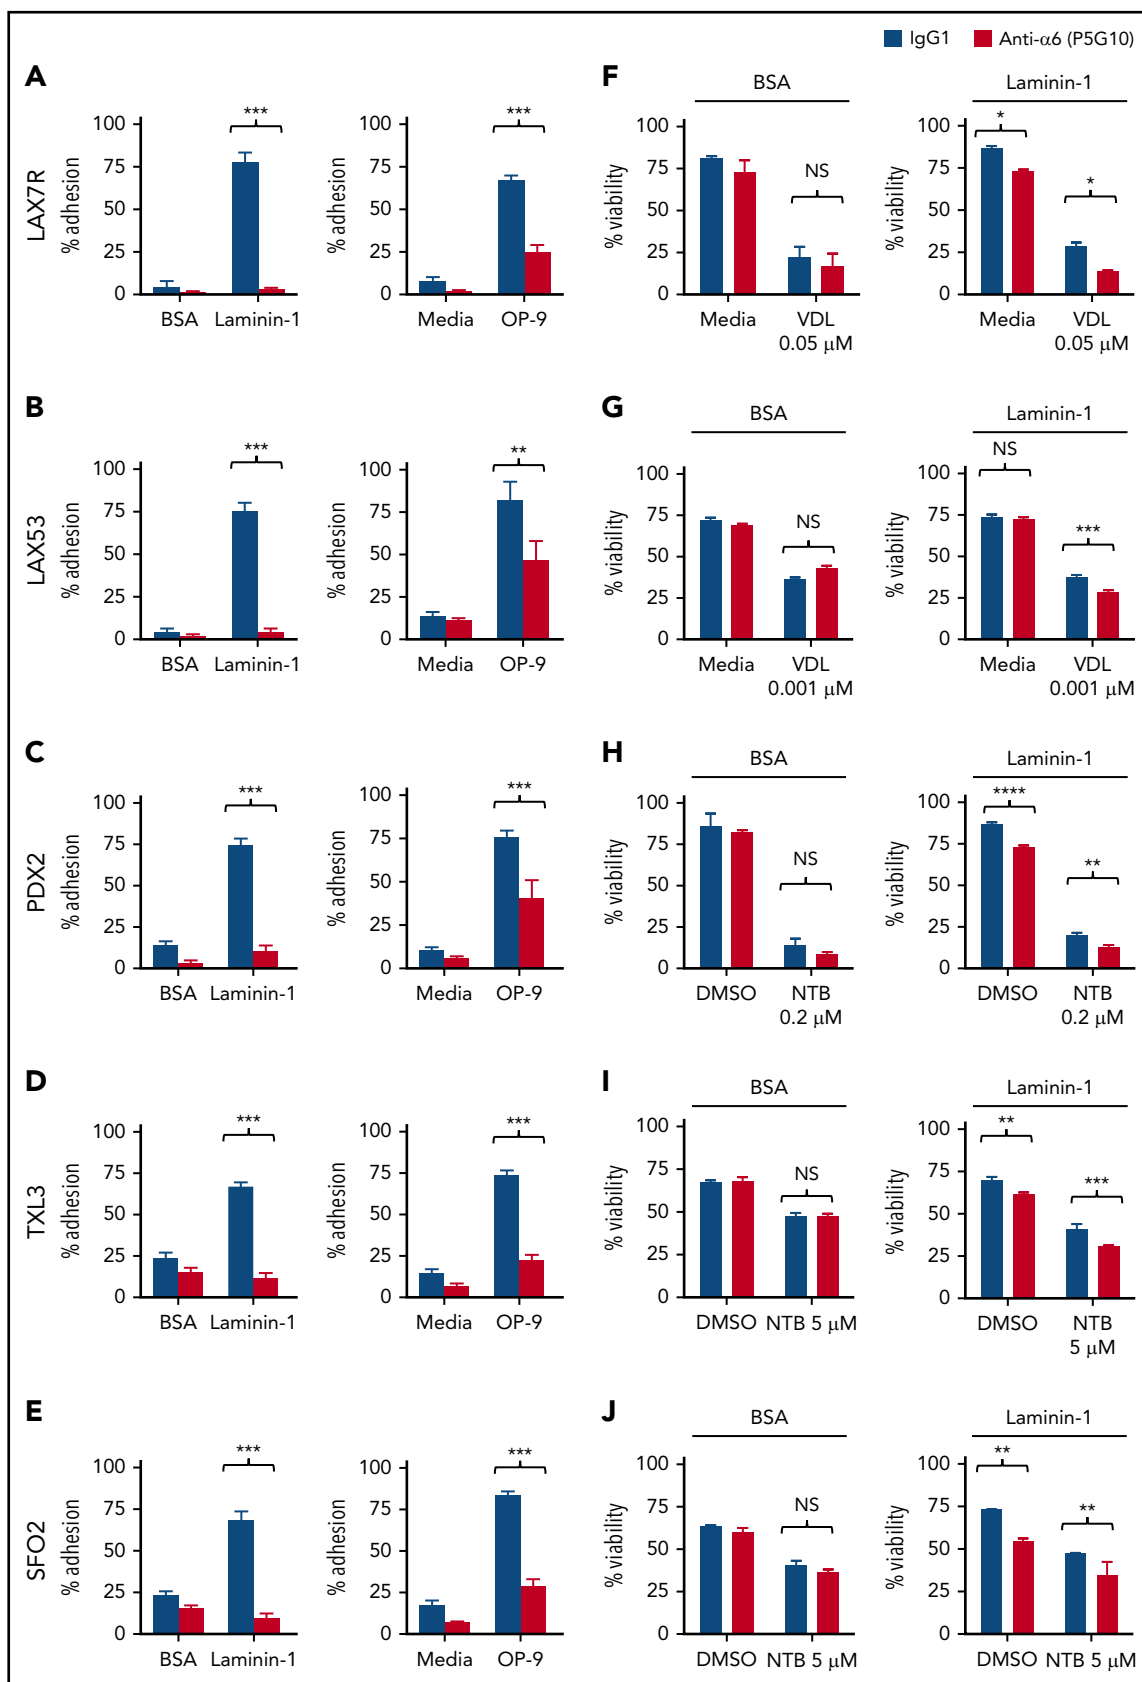 IgG1 Anti-α6 (P5G10)
A
LAX7R
% adhesion
100
75
50
25
0
***
BSA Laminin-1
% adhesion
100
75
50
25
0
***
Media OP-9
F
BSA
% viability
100
75
50
25
0
NS
Media VDL
0.05 μM
Laminin-1
% viability
100
75
50
25
0
*
*
Media VDL
0.05 μM
B
LAX53
% adhesion
100
75
50
25
0
***
BSA Laminin-1
% adhesion
100
75
50
25
0
**
Media OP-9
G
BSA
% viability
100
75
50
25
0
NS
Media VDL
0.001 μM
Laminin-1
% viability
100
75
50
25
0
NS
***
Media VDL
0.001 μM
C
PDX2
% adhesion
100
75
50
25
0
***
BSA Laminin-1
% adhesion
100
75
50
25
0
***
Media OP-9
H
BSA
% viability
100
75
50
25
0
NS
DMSO NTB
0.2 μM
Laminin-1
% viability
100
75
50
25
0
****
**
DMSO NTB
0.2 μM
D
TXL3
% adhesion
100
75
50
25
0
***
BSA Laminin-1
% adhesion
100
75
50
25
0
***
Media OP-9
I
BSA
% viability
100
75
50
25
0
NS
DMSO NTB 5 μM
Laminin-1
% viability
100
75
50
25
0
**
***
DMSO NTB
5 μM
E
SFO2
% adhesion
100
75
50
25
0
***
BSA Laminin-1
% adhesion
100
75
50
25
0
***
Media OP-9
J
BSA
% viability
100
75
50
25
0
NS
DMSO NTB 5 μM
Laminin-1
% viability
100
75
50
25
0
**
**
DMSO NTB 5 μM